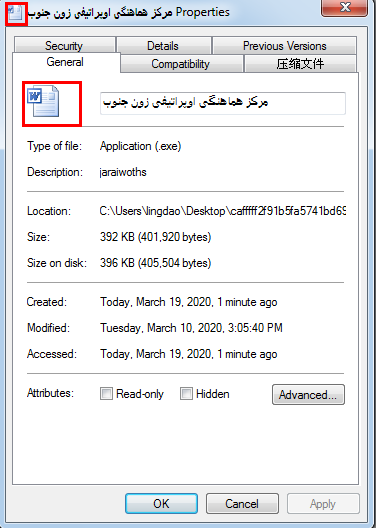 مرکز هماهنگی اوپراتیفی زون جنوب Properties
Security Details Previous Versions
General Compatibility 压缩文件
مرکز هماهنگی اوپراتیفی زون جنوب
Type of file: Application (.exe)
Description: jaraiwoths
Location: C:\Users\lingdao\Desktop\caffffff2f91b5fa5741bd69
Size: 392 KB (401,920 bytes)
Size on disk: 396 KB (405,504 bytes)
Created: Today, March 19, 2020, 1 minute ago
Modified: Tuesday, March 10, 2020, 3:05:40 PM
Accessed: Today, March 19, 2020, 1 minute ago
Attributes: Read-only Hidden Advanced...
OK Cancel Apply